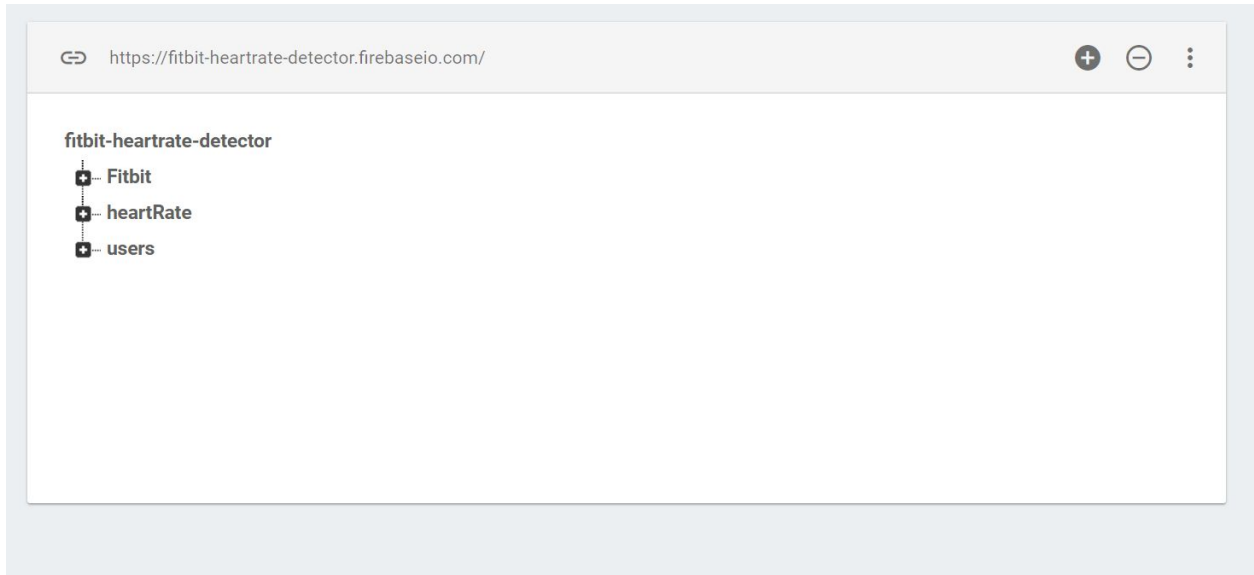 https://fitbit-heartrate-detector.firebaseio.com/
fitbit-heartrate-detector
Fitbit
heartRate
users